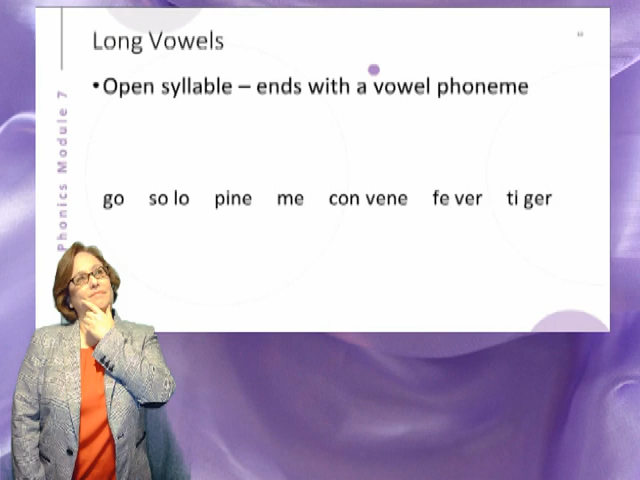 Long Vowels
•Open syllable – ends with a vowel phoneme
go so lo pine me con vene fe ver ti ger
Phonics Module 7